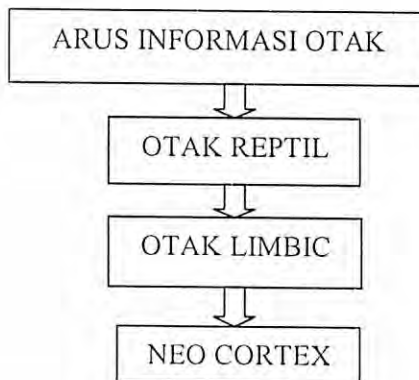 ARUS INFORMASI OTAK
OTAK REPTIL
OTAK LIMBIC
NEO CORTEX